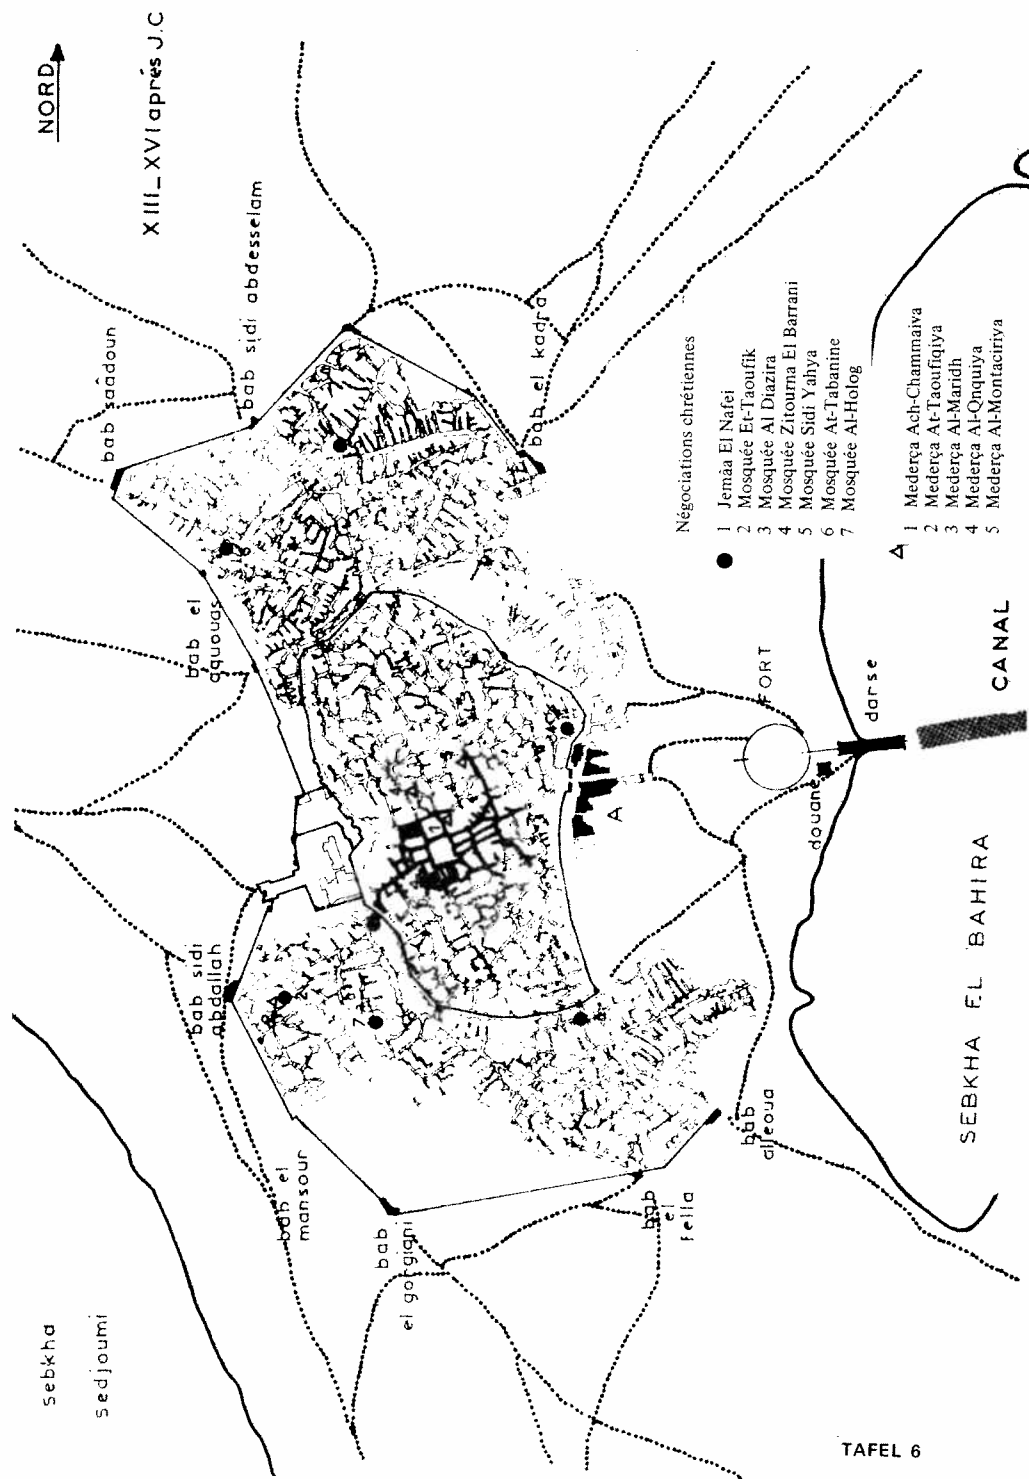 NORD
XIII_XVI aprés J.C
bab sâadoun
bab sidi abdesselam
bab el aquouas
bab el kadra
bab sidi
abdallah
bab el
mansour
bab
el gorgiani
bab
el
Fella
bab
alleoua
Sebkha
Sedjoumi
FORT
douane
darse
CANAL
SEBKHA EL BAHIRA
A
Négociations chrétiennes
1 Jemâa El Nafei
2 Mosquée Et-Taoufik
3 Mosquée Al Diazira
4 Mosquée Zitourna El Barrani
5 Mosquée Sidi Yahya
6 Mosquée At-Tabanine
7 Mosquée Al-Holog
1 Mederça Ach-Chammaiva
2 Mederça At-Taoufiqiya
3 Mederça Al-Maridh
4 Mederça Al-Qnquiya
5 Mederça Al-Montaciriya
TAFEL 6